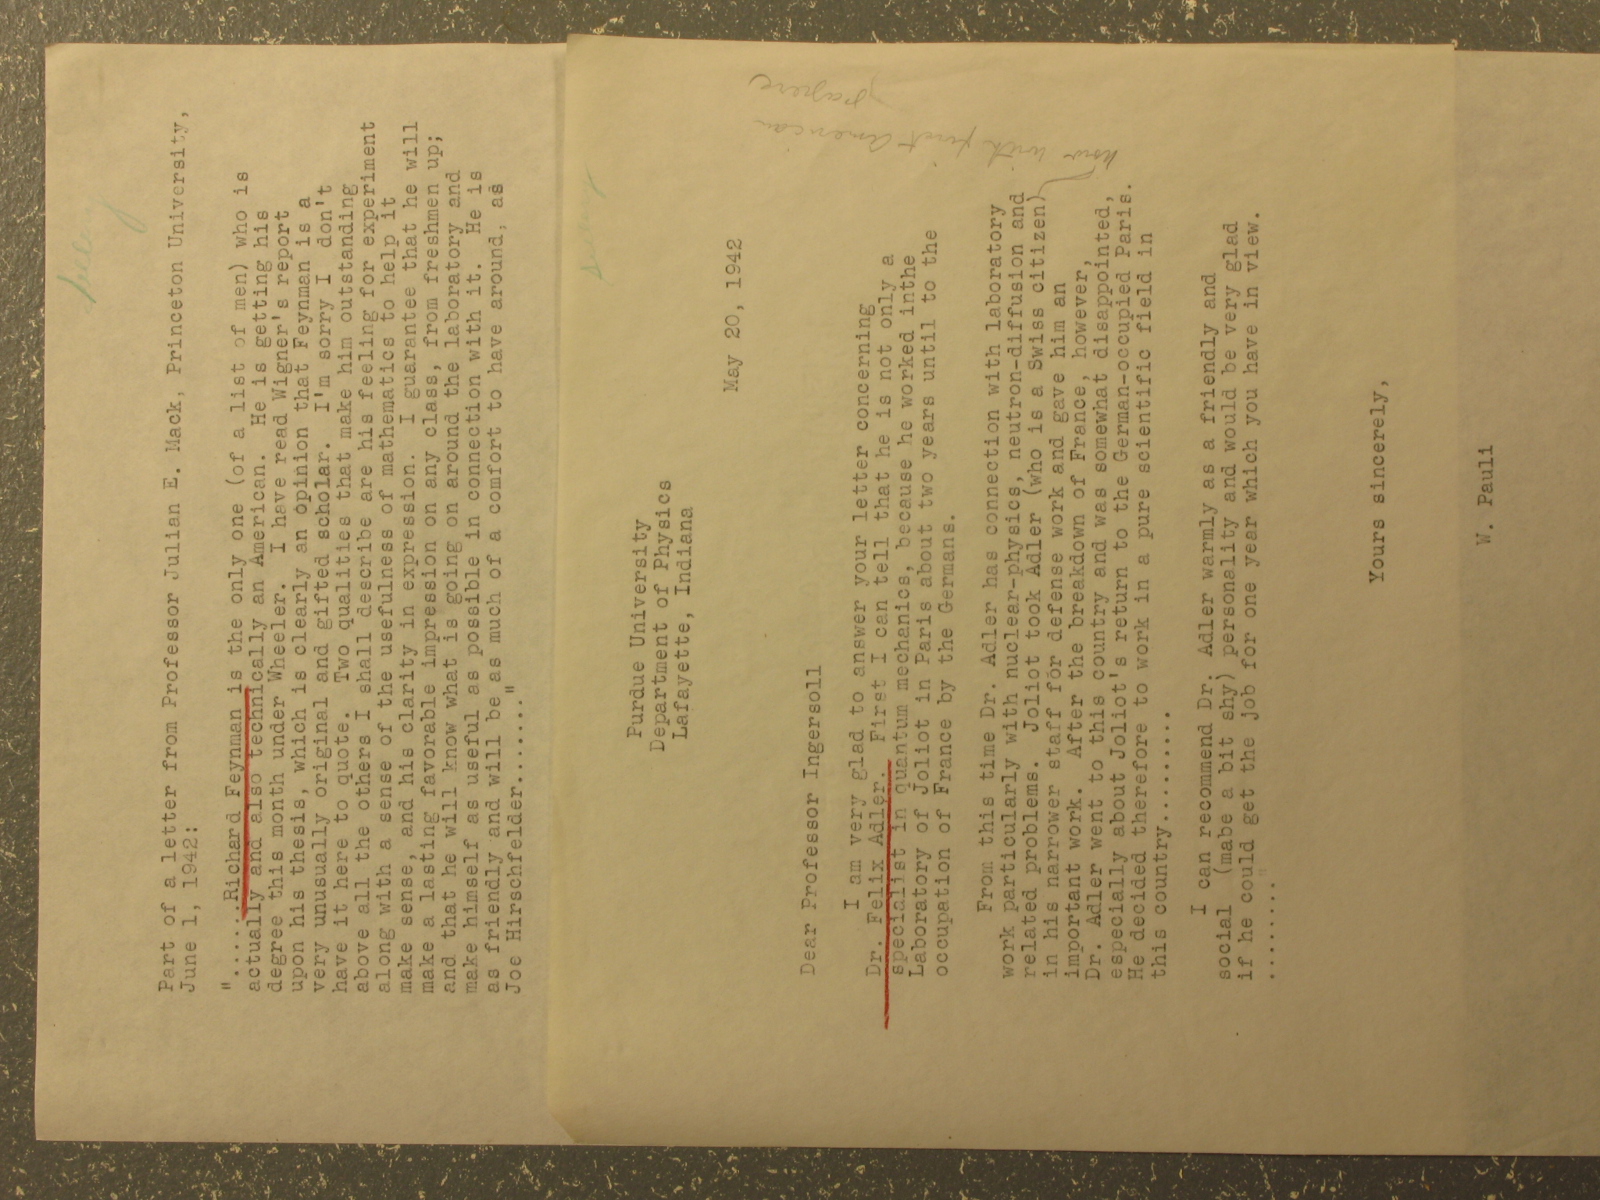 Part of a letter from Professor Julian E. Mack, Princeton University,
June 1, 1942:
"......Richard Feynman is the only one (of a list of men) who is
actually and also technically an American. He is getting his
degree this month under Wheeler. I have read Wigner's report
upon his thesis, which is clearly an opinion that Feynman is a
very unusually original and gifted scholar. I'm sorry I don't
have it here to quote. Two qualities that make him outstanding
above all the others I shall describe are his feeling for experiment
along with a sense of the usefulness of mathematics to help it
make sense, and his clarity in expression. I guarantee that he will
make a lasting favorable impression on any class, from freshmen up;
and that he will know what is going on around the laboratory and
make himself as useful as possible in connection with it. He is
as friendly and will be as much of a comfort to have around, as
Joe Hirschfelder......"
Purdue University
Department of Physics
Lafayette, Indiana
May 20, 1942
Dear Professor Ingersoll
I am very glad to answer your letter concerning
Dr. Felix Adler. First I can tell that he is not only a
specialist in quantum mechanics, because he worked inthe
Laboratory of Joliot in Paris about two years until to the
occupation of France by the Germans.
From this time Dr. Adler has connection with laboratory
work particularly with nuclear-physics, neutron-diffusion and
related problems. Joliot took Adler (who is a Swiss citizen)
in his narrower staff for defense work and gave him an
important work. After the breakdown of France, however,
Dr. Adler went to this country and was somewhat disappointed,
especially about Joliot's return to the German-occupied Paris.
He decided therefore to work in a pure scientific field in
this country.........
now with first American
papers
I can recommend Dr. Adler warmly as a friendly and
social (mabe a bit shy) personality and would be very glad
if he could get the job for one year which you have in view.
.........
Yours sincerely,
W. Pauli